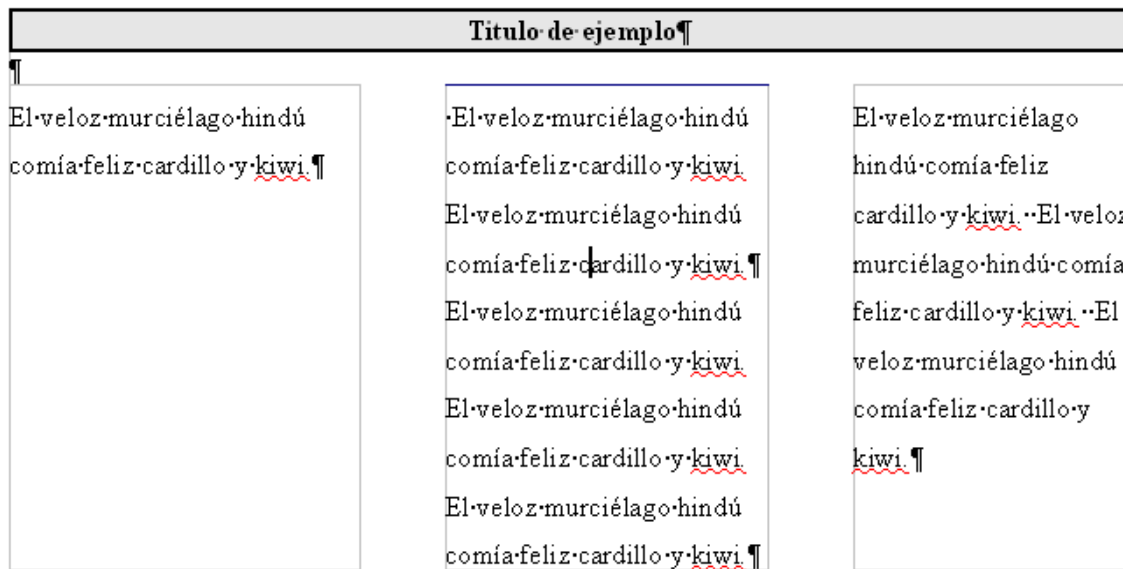 Titulo de ejemplo¶
¶
El veloz murciélago hindú
comía feliz cardillo y kiwi.¶
El veloz murciélago hindú
comía feliz cardillo y kiwi.
El veloz murciélago hindú
comía feliz cardillo y kiwi.¶
El veloz murciélago hindú
comía feliz cardillo y kiwi.
El veloz murciélago hindú
comía feliz cardillo y kiwi.
El veloz murciélago hindú
comía feliz cardillo y kiwi.¶
El veloz murciélago
hindú comía feliz
cardillo y kiwi. El veloz
murciélago hindú comía
feliz cardillo y kiwi. El
veloz murciélago hindú
comía feliz cardillo y
kiwi.¶